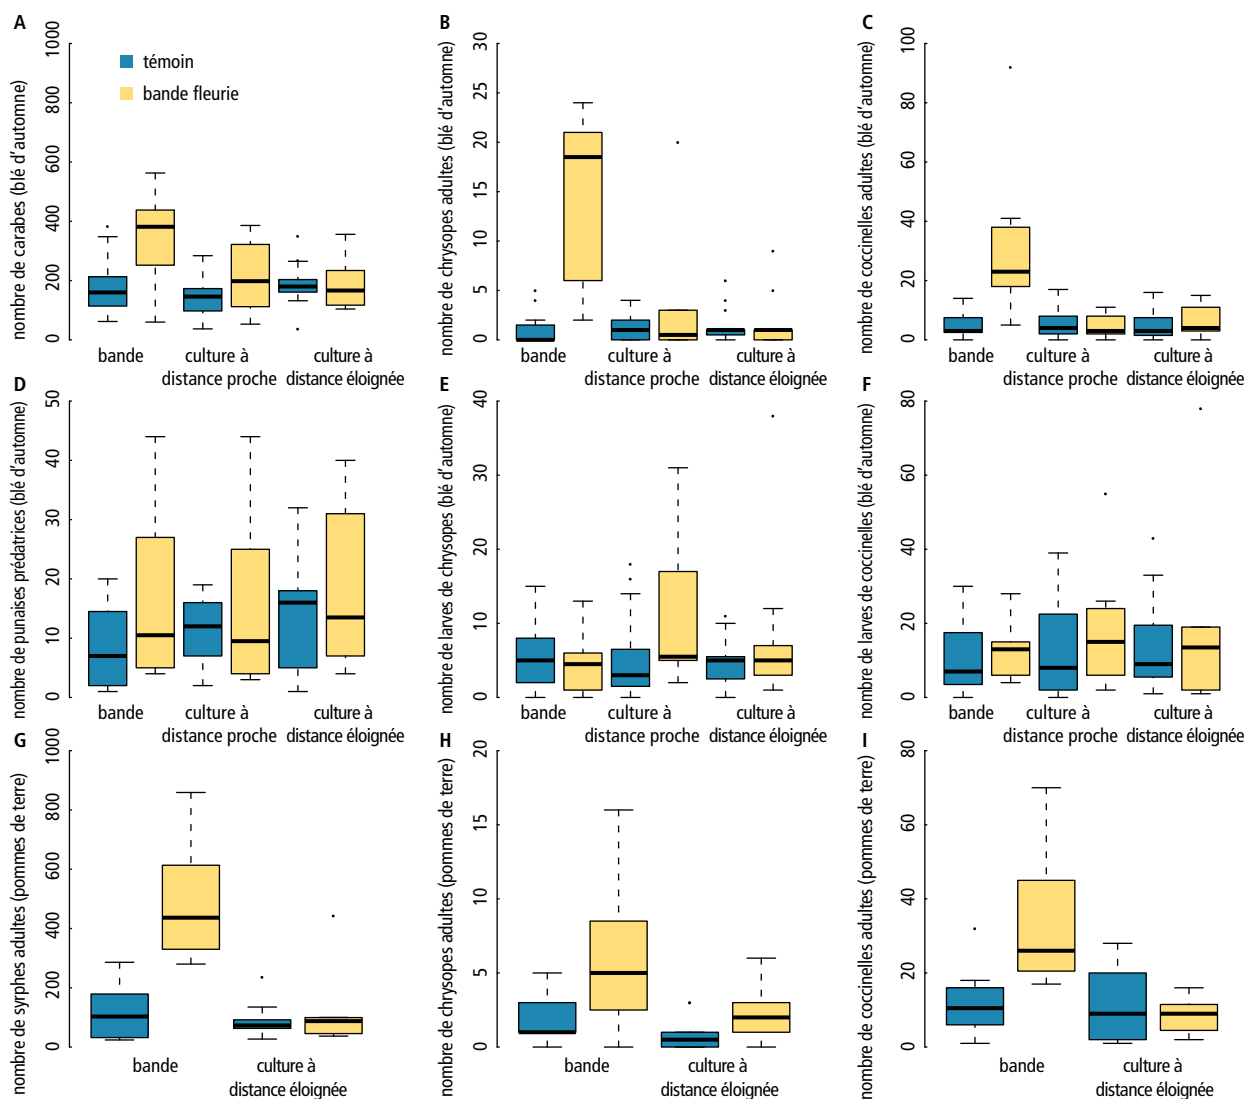 A
nombre de carabes (blé d'automne)
0
200
400
600
800
1000
témoin
bande fleurie
bande
culture à
distance proche
culture à
distance éloignée
B
nombre de chrysopes adultes (blé d'automne)
0
5
10
15
20
25
30
bande
culture à
distance proche
culture à
distance éloignée
C
nombre de coccinelles adultes (blé d'automne)
0
20
40
60
80
100
bande
culture à
distance proche
culture à
distance éloignée
D
nombre de punaises prédatrices (blé d'automne)
0
10
20
30
40
50
bande
culture à
distance proche
culture à
distance éloignée
E
nombre de larves de chrysopes (blé d'automne)
0
10
20
30
40
bande
culture à
distance proche
culture à
distance éloignée
F
nombre de larves de coccinelles (blé d'automne)
0
20
40
60
80
bande
culture à
distance proche
culture à
distance éloignée
G
nombre de syrphes adultes (pommes de terre)
0
200
400
600
800
1000
bande
culture à
distance éloignée
H
nombre de chrysopes adultes (pommes de terre)
0
5
10
15
20
bande
culture à
distance éloignée
I
nombre de coccinelles adultes (pommes de terre)
0
20
40
60
80
bande
culture à
distance éloignée